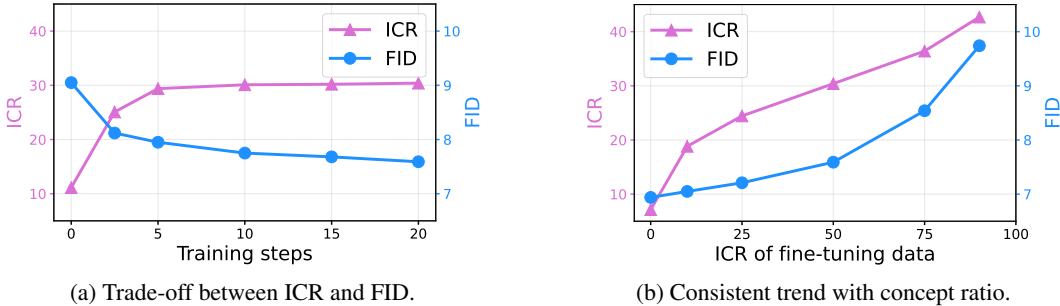 ICR
FID
40
30
20
10
10
9
8
7
ICR
FID
0
5
10
15
20
Training steps
(a) Trade-off between ICR and FID.
ICR
FID
40
30
20
10
10
9
8
7
ICR
FID
0
25
50
75
100
ICR of fine-tuning data
(b) Consistent trend with concept ratio.